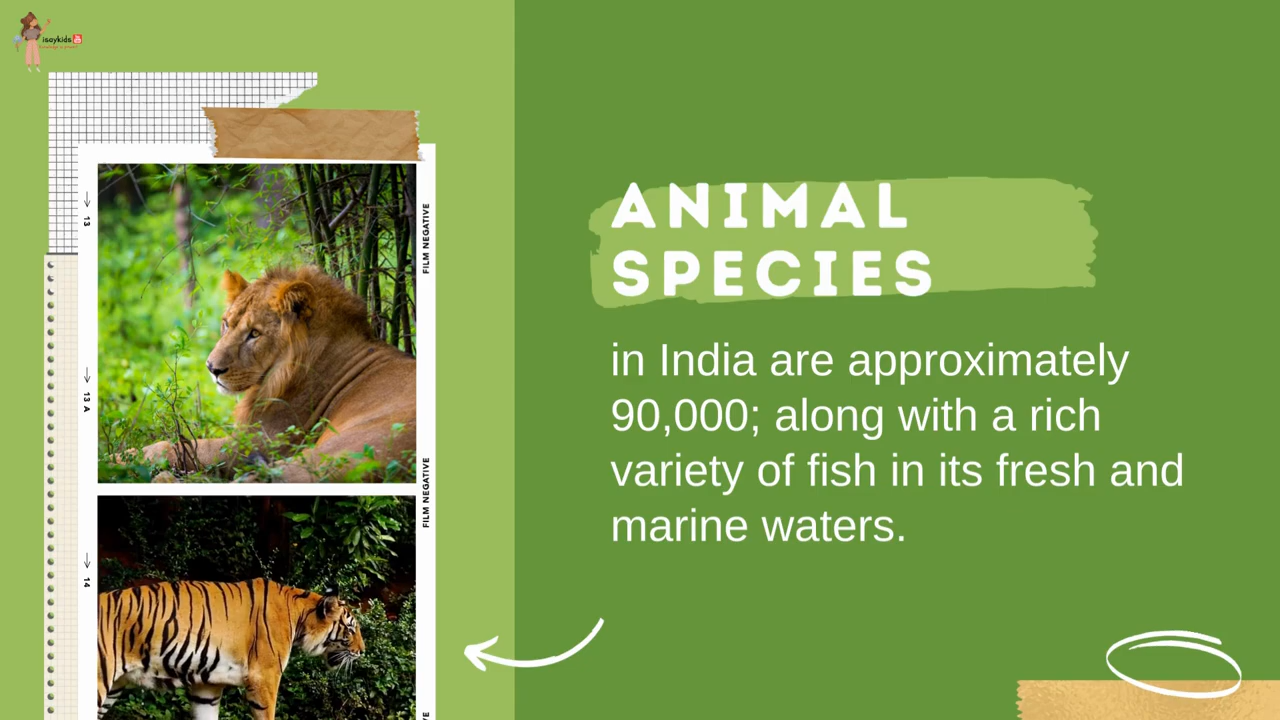 isaykids
13
FILM NEGATIVE
13 A
FILM NEGATIVE
14
ANIMAL
SPECIES
in India are approximately
90,000; along with a rich
variety of fish in its fresh and
marine waters.